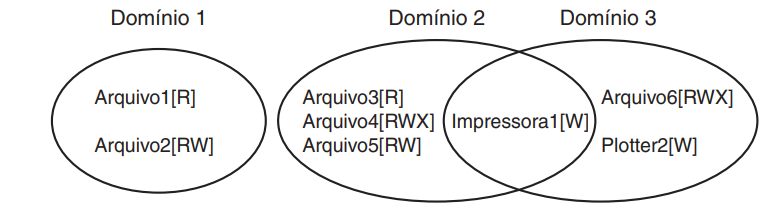 Domínio 1
Domínio 2
Domínio 3
Arquivo1[R]
Arquivo2[RW]
Arquivo3[R]
Arquivo4[RWX]
Arquivo5[RW]
Impressora1[W]
Arquivo6[RWX]
Plotter2[W]